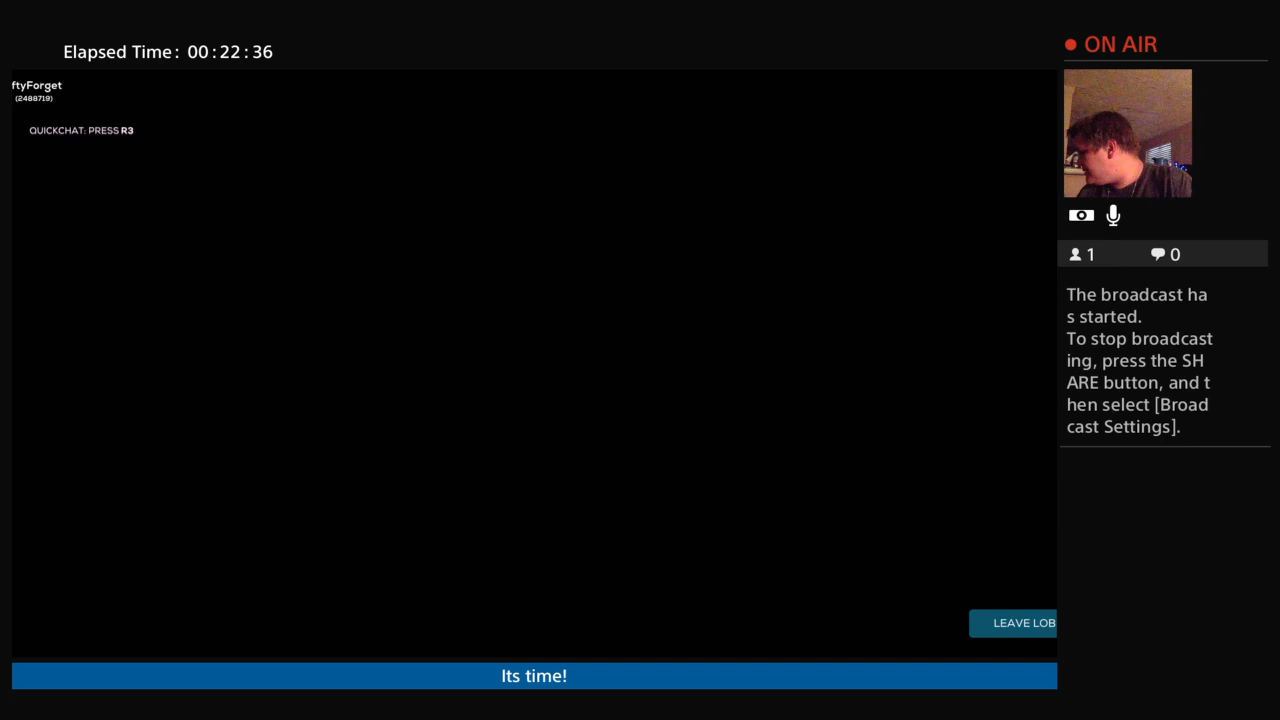 Elapsed Time: 00:22:36
ON AIR
ftyForget
(2488719)
QUICKCHAT: PRESS R3
1
0
The broadcast ha
s started.
To stop broadcast
ing, press the SH
ARE button, and t
hen select [Broad
cast Settings].
LEAVE LOB
Its time!